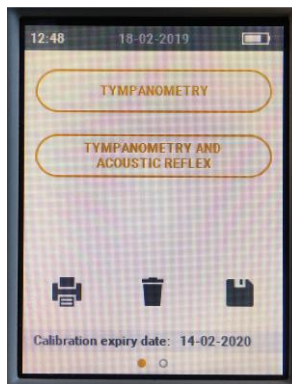 12:48 18-02-2019
TYMPANOMETRY
TYMPANOMETRY AND
ACOUSTIC REFLEX
Calibration expiry date: 14-02-2020